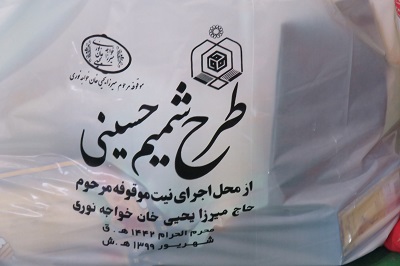 موقوفه مرحوم میرزا یحیی خان خواجه نوری
طرح شمیم حسینی
از محل اجرای نیت موقوفه مرحوم
حاج میرزا یحیی خان خواجه نوری
محرم الحرام ۱۴۴۲ هـ.ق
شهریور ۱۳۹۹ هـ.ش